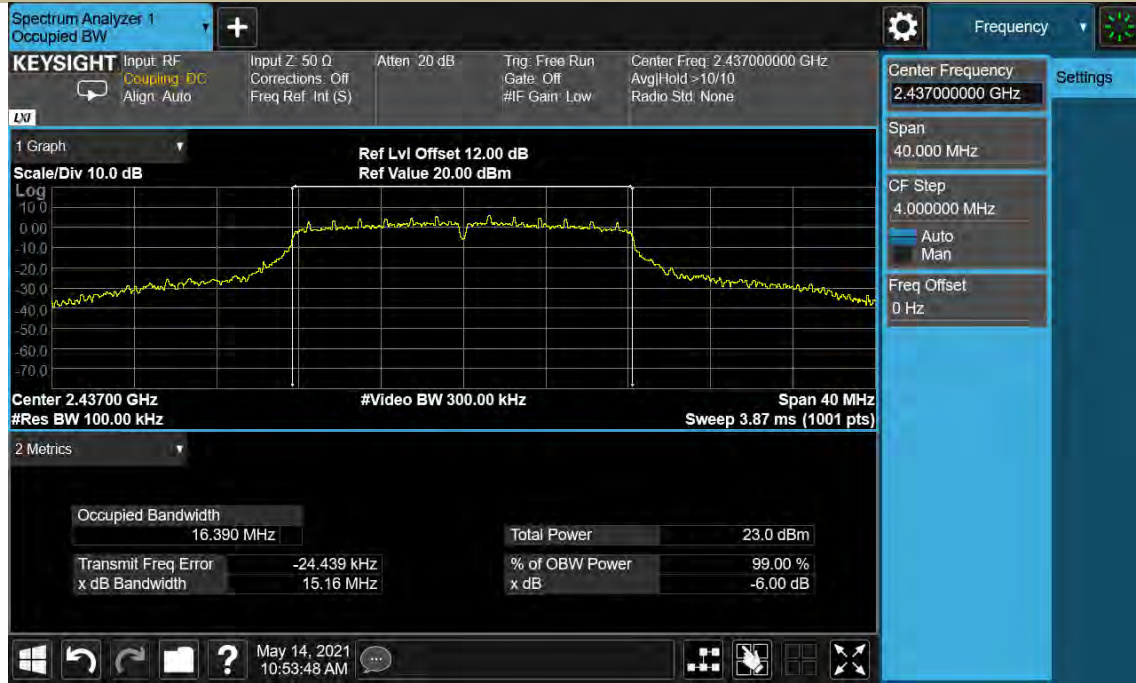 Spectrum Analyzer 1
Occupied BW
+
Frequency
KEYSIGHT
Input: RF
Coupling: DC
Align: Auto
Input Z: 50 Ω
Corrections: Off
Freq Ref: Int (S)
Atten: 20 dB
Trig: Free Run
Gate: Off
#IF Gain: Low
Center Freq: 2.437000000 GHz
Avg|Hold:>10/10
Radio Std: None
LXI
Center Frequency
2.437000000 GHz
Settings
Span
40.000 MHz
CF Step
4.000000 MHz
Auto
Man
Freq Offset
0 Hz
1 Graph
Scale/Div 10.0 dB
Ref Lvl Offset 12.00 dB
Ref Value 20.00 dBm
Log
10.0
0.00
-10.0
-20.0
-30.0
-40.0
-50.0
-60.0
-70.0
Center 2.43700 GHz
#Res BW 100.00 kHz
#Video BW 300.00 kHz
Span 40 MHz
Sweep 3.87 ms (1001 pts)
2 Metrics
Occupied Bandwidth
16.390 MHz
Transmit Freq Error -24.439 kHz
x dB Bandwidth 15.16 MHz
Total Power 23.0 dBm
% of OBW Power 99.00 %
x dB -6.00 dB
?
May 14, 2021
10:53:48 AM